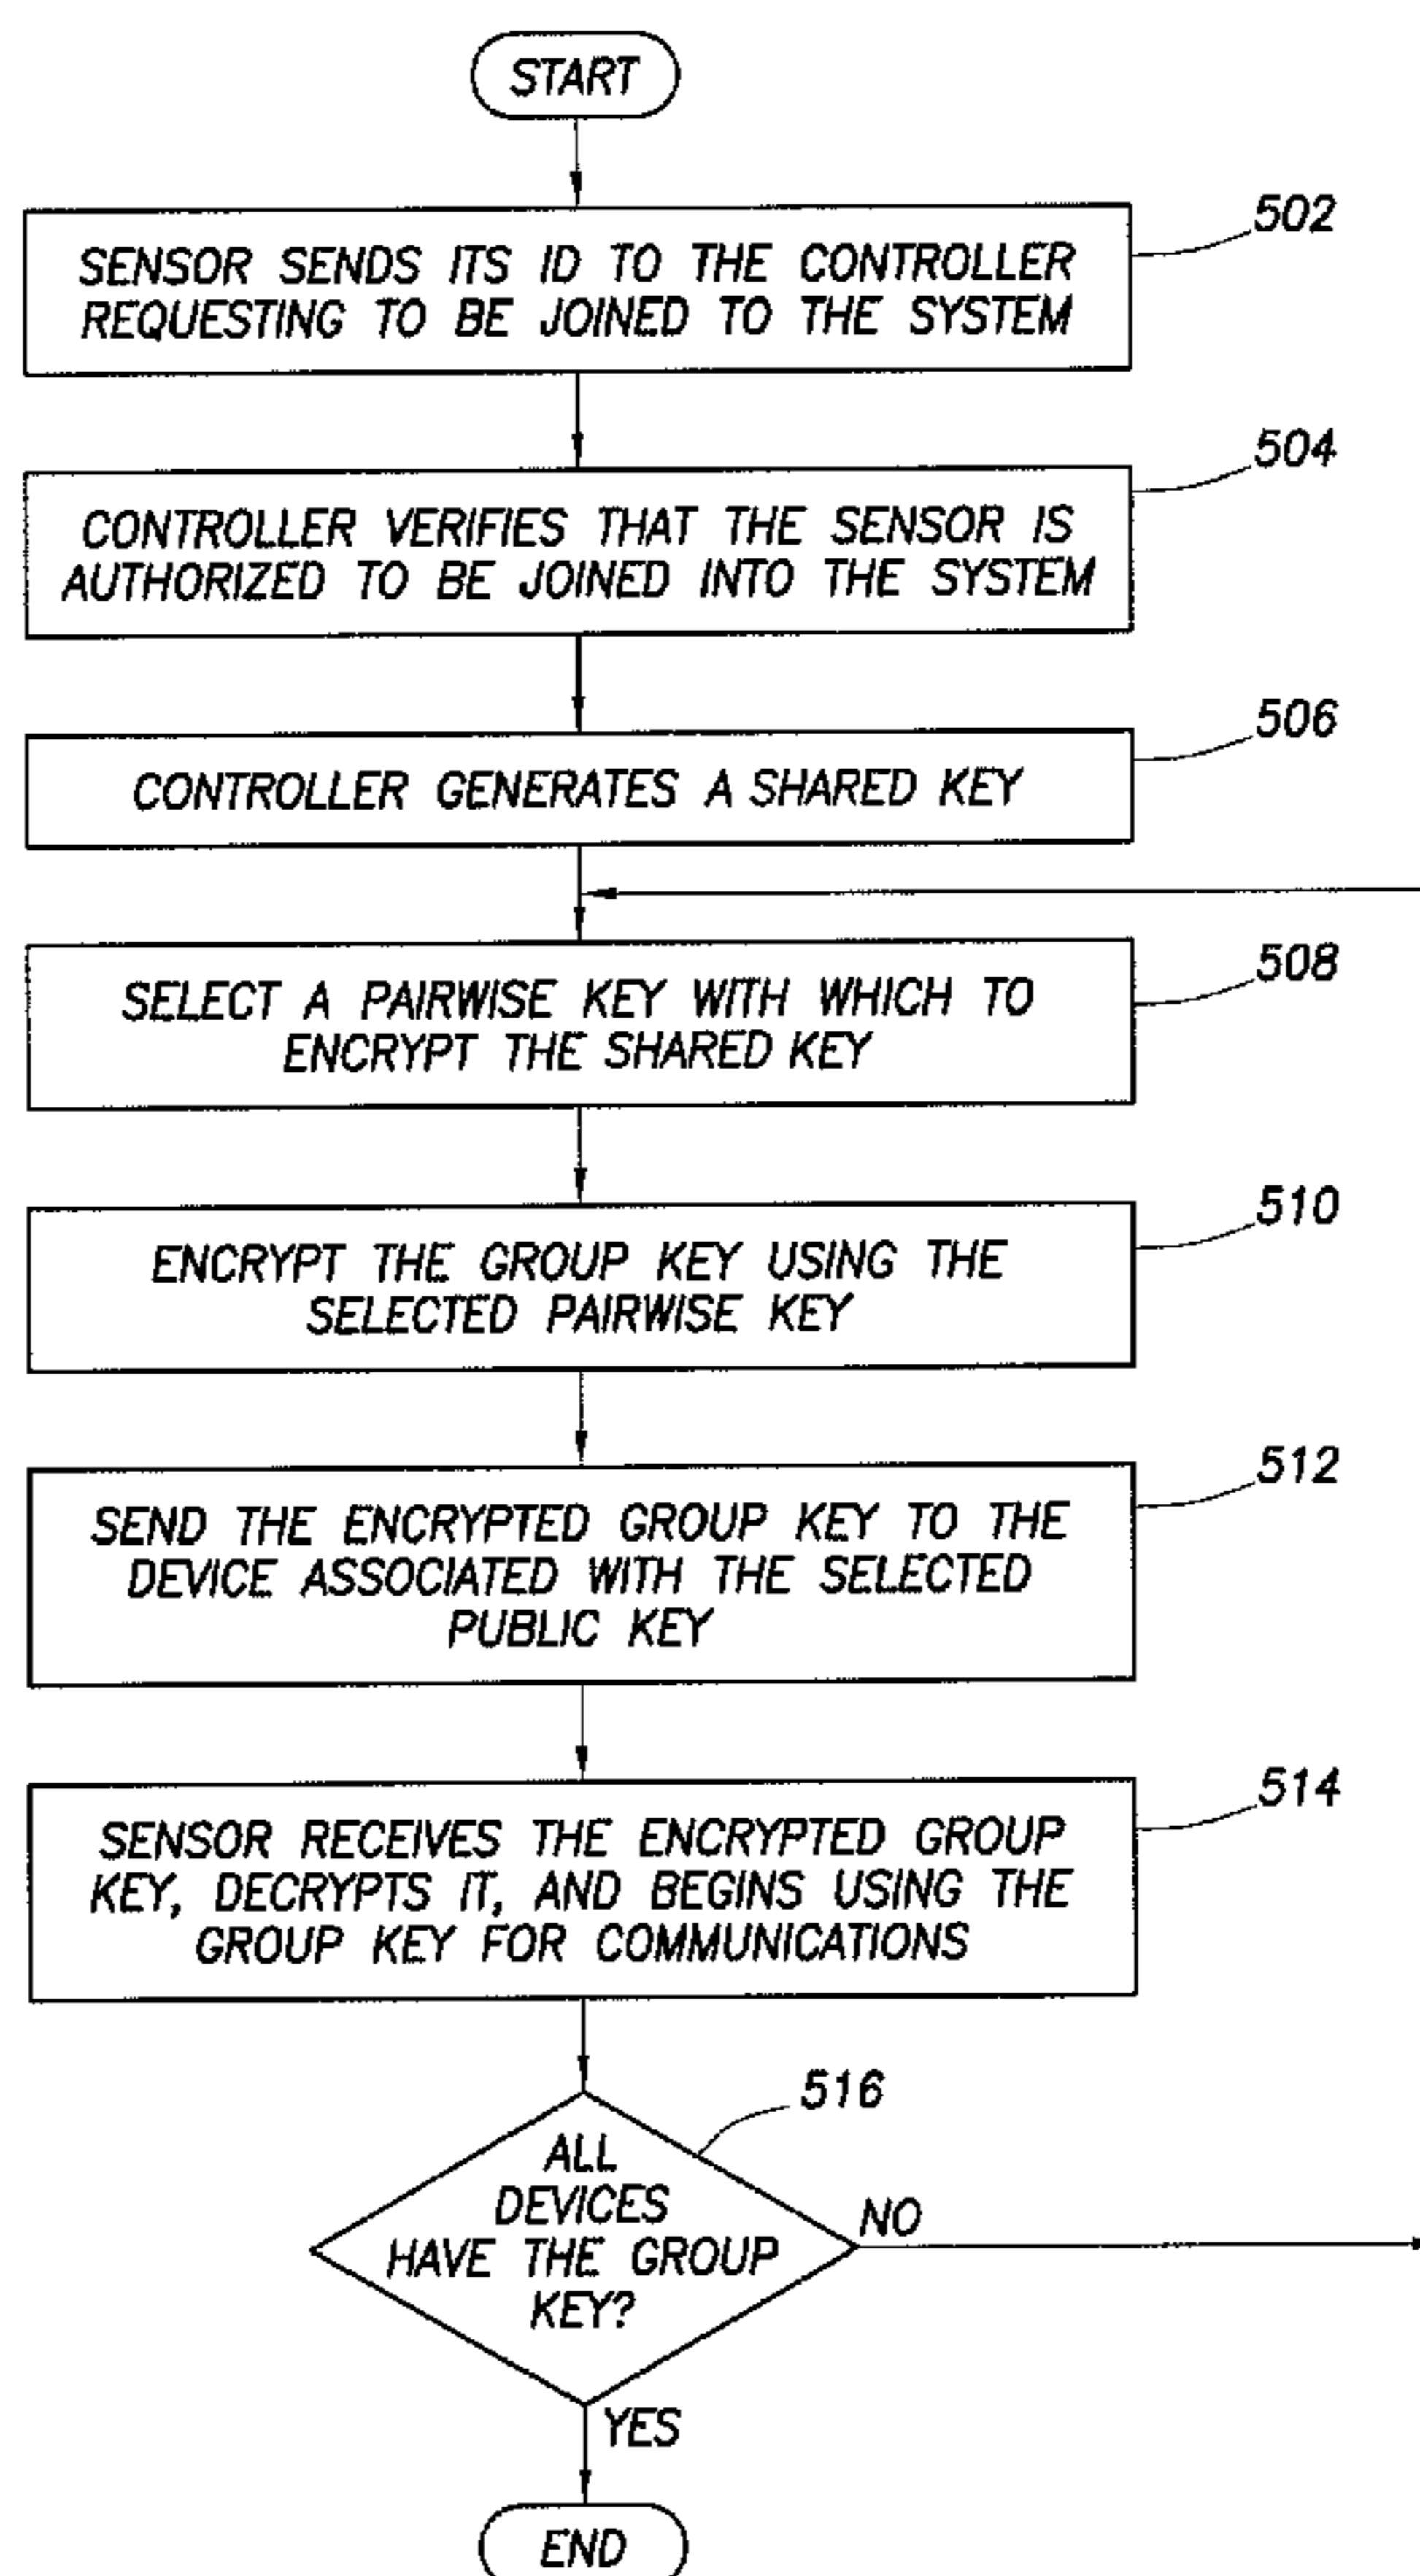 START
502
SENSOR SENDS ITS ID TO THE CONTROLLER
REQUESTING TO BE JOINED TO THE SYSTEM
504
CONTROLLER VERIFIES THAT THE SENSOR IS
AUTHORIZED TO BE JOINED INTO THE SYSTEM
506
CONTROLLER GENERATES A SHARED KEY
508
SELECT A PAIRWISE KEY WITH WHICH TO
ENCRYPT THE SHARED KEY
510
ENCRYPT THE GROUP KEY USING THE
SELECTED PAIRWISE KEY
512
SEND THE ENCRYPTED GROUP KEY TO THE
DEVICE ASSOCIATED WITH THE SELECTED
PUBLIC KEY
514
SENSOR RECEIVES THE ENCRYPTED GROUP
KEY, DECRYPTS IT, AND BEGINS USING THE
GROUP KEY FOR COMMUNICATIONS
516
ALL
DEVICES
HAVE THE GROUP
KEY?
NO
YES
END